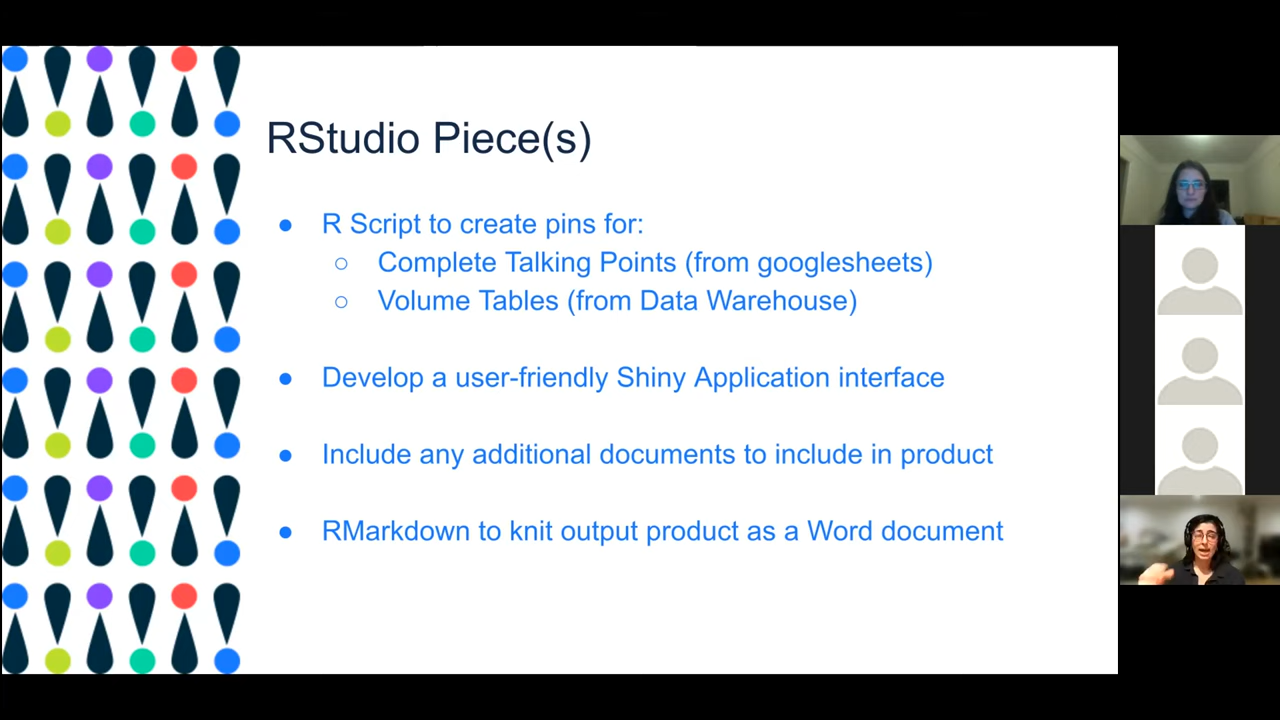 RStudio Piece(s)
● R Script to create pins for:
○ Complete Talking Points (from googlesheets)
○ Volume Tables (from Data Warehouse)
● Develop a user-friendly Shiny Application interface
● Include any additional documents to include in product
● RMarkdown to knit output product as a Word document